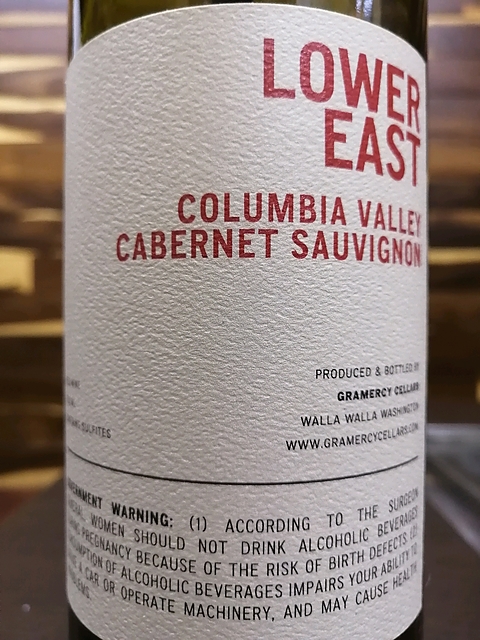 LOWER
EAST
COLUMBIA VALLEY
CABERNET SAUVIGNON
PRODUCED & BOTTLED BY
GRAMERCY CELLARS
WALLA WALLA WASHINGTON
WWW.GRAMERCYCELLARS.COM
SULFITES
WARNING: (1) ACCORDING TO THE SURGEON
WOMEN SHOULD NOT DRINK ALCOHOLIC BEVERAGES
PREGNANCY BECAUSE OF THE RISK OF BIRTH DEFECTS.
OF ALCOHOLIC BEVERAGES IMPAIRS YOUR ABILITY TO
A CAR OR OPERATE MACHINERY, AND MAY CAUSE HEALTH